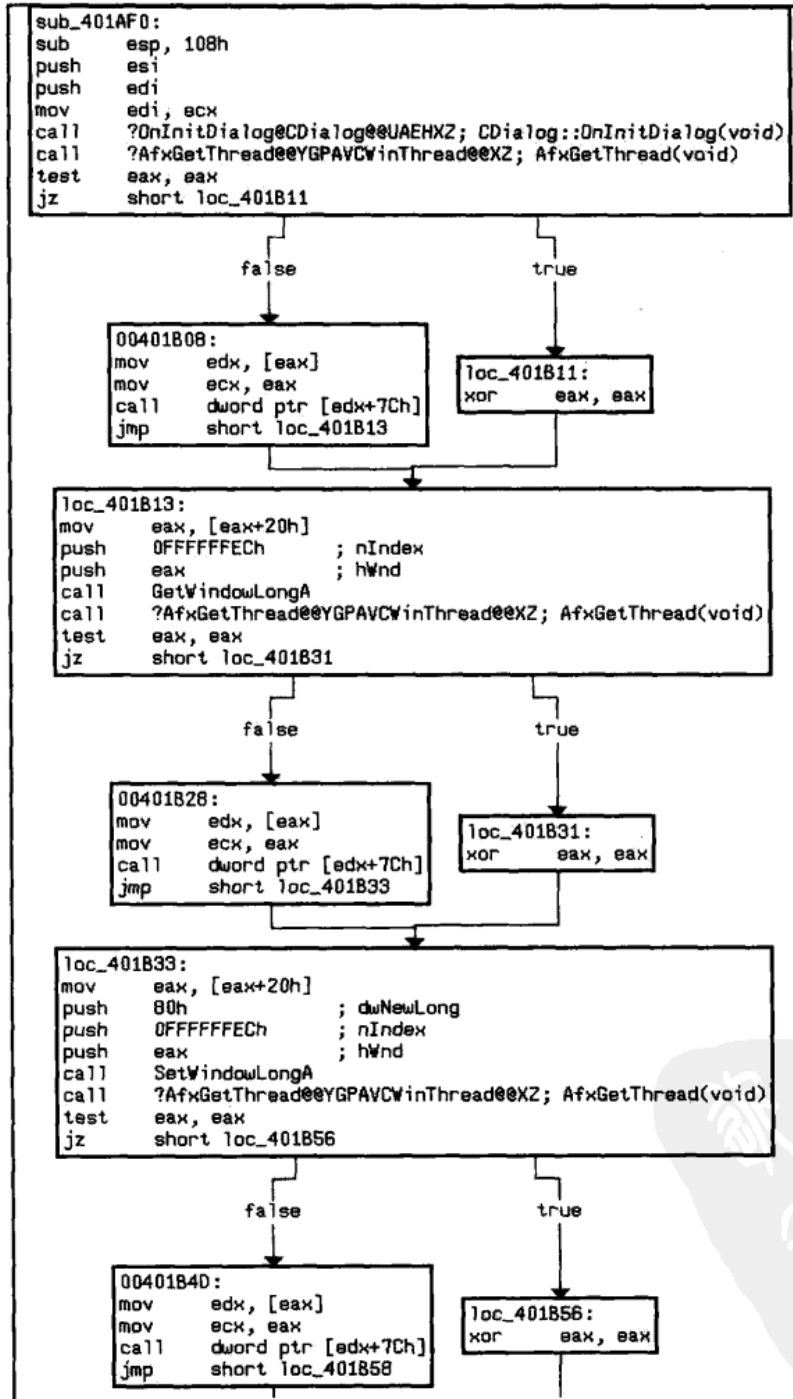 sub_401AF0:
sub esp, 108h
push esi
push edi
mov edi, ecx
call ?OnInitDialog@CDialog@@UAEHXZ; CDialog::OnInitDialog(void)
call ?AfxGetThread@@YGPAVCWinThread@@XZ; AfxGetThread(void)
test eax, eax
jz short loc_401B11
false true
00401B08:
mov edx, [eax]
mov ecx, eax
call dword ptr [edx+7Ch]
jmp short loc_401B13
loc_401B11:
xor eax, eax
loc_401B13:
mov eax, [eax+20h]
push 0FFFFFFECh ; nIndex
push eax ; hWnd
call GetWindowLongA
call ?AfxGetThread@@YGPAVCWinThread@@XZ; AfxGetThread(void)
test eax, eax
jz short loc_401B31
false true
00401B28:
mov edx, [eax]
mov ecx, eax
call dword ptr [edx+7Ch]
jmp short loc_401B33
loc_401B31:
xor eax, eax
loc_401B33:
mov eax, [eax+20h]
push 80h ; dwNewLong
push 0FFFFFFECh ; nIndex
push eax ; hWnd
call SetWindowLongA
call ?AfxGetThread@@YGPAVCWinThread@@XZ; AfxGetThread(void)
test eax, eax
jz short loc_401B56
false true
00401B4D:
mov edx, [eax]
mov ecx, eax
call dword ptr [edx+7Ch]
jmp short loc_401B58
loc_401B56:
xor eax, eax